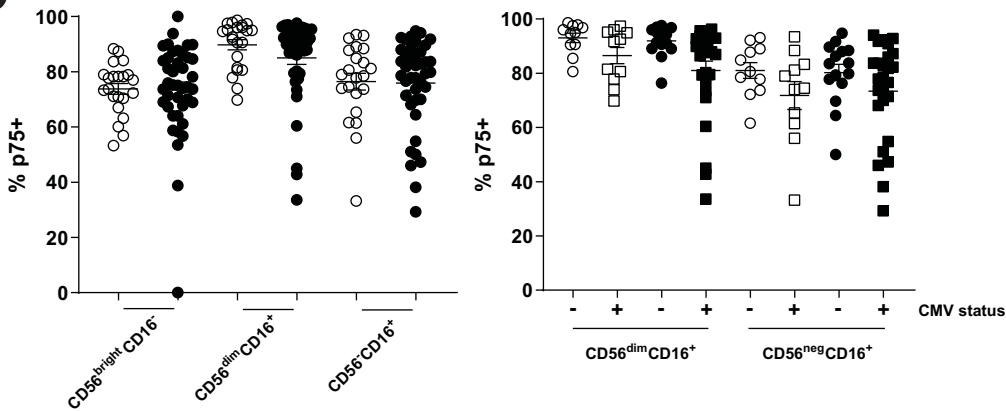 % p75+
100
80
60
40
20
0
CD56ᵇʳⁱᵍʰᵗCD16⁻
CD56ᵈⁱᵐCD16⁺
CD56⁻CD16⁺
% p75+
100
80
60
40
20
0
- + - + - + - + CMV status
CD56ᵈⁱᵐCD16⁺ CD56ⁿᵉᵍCD16⁺